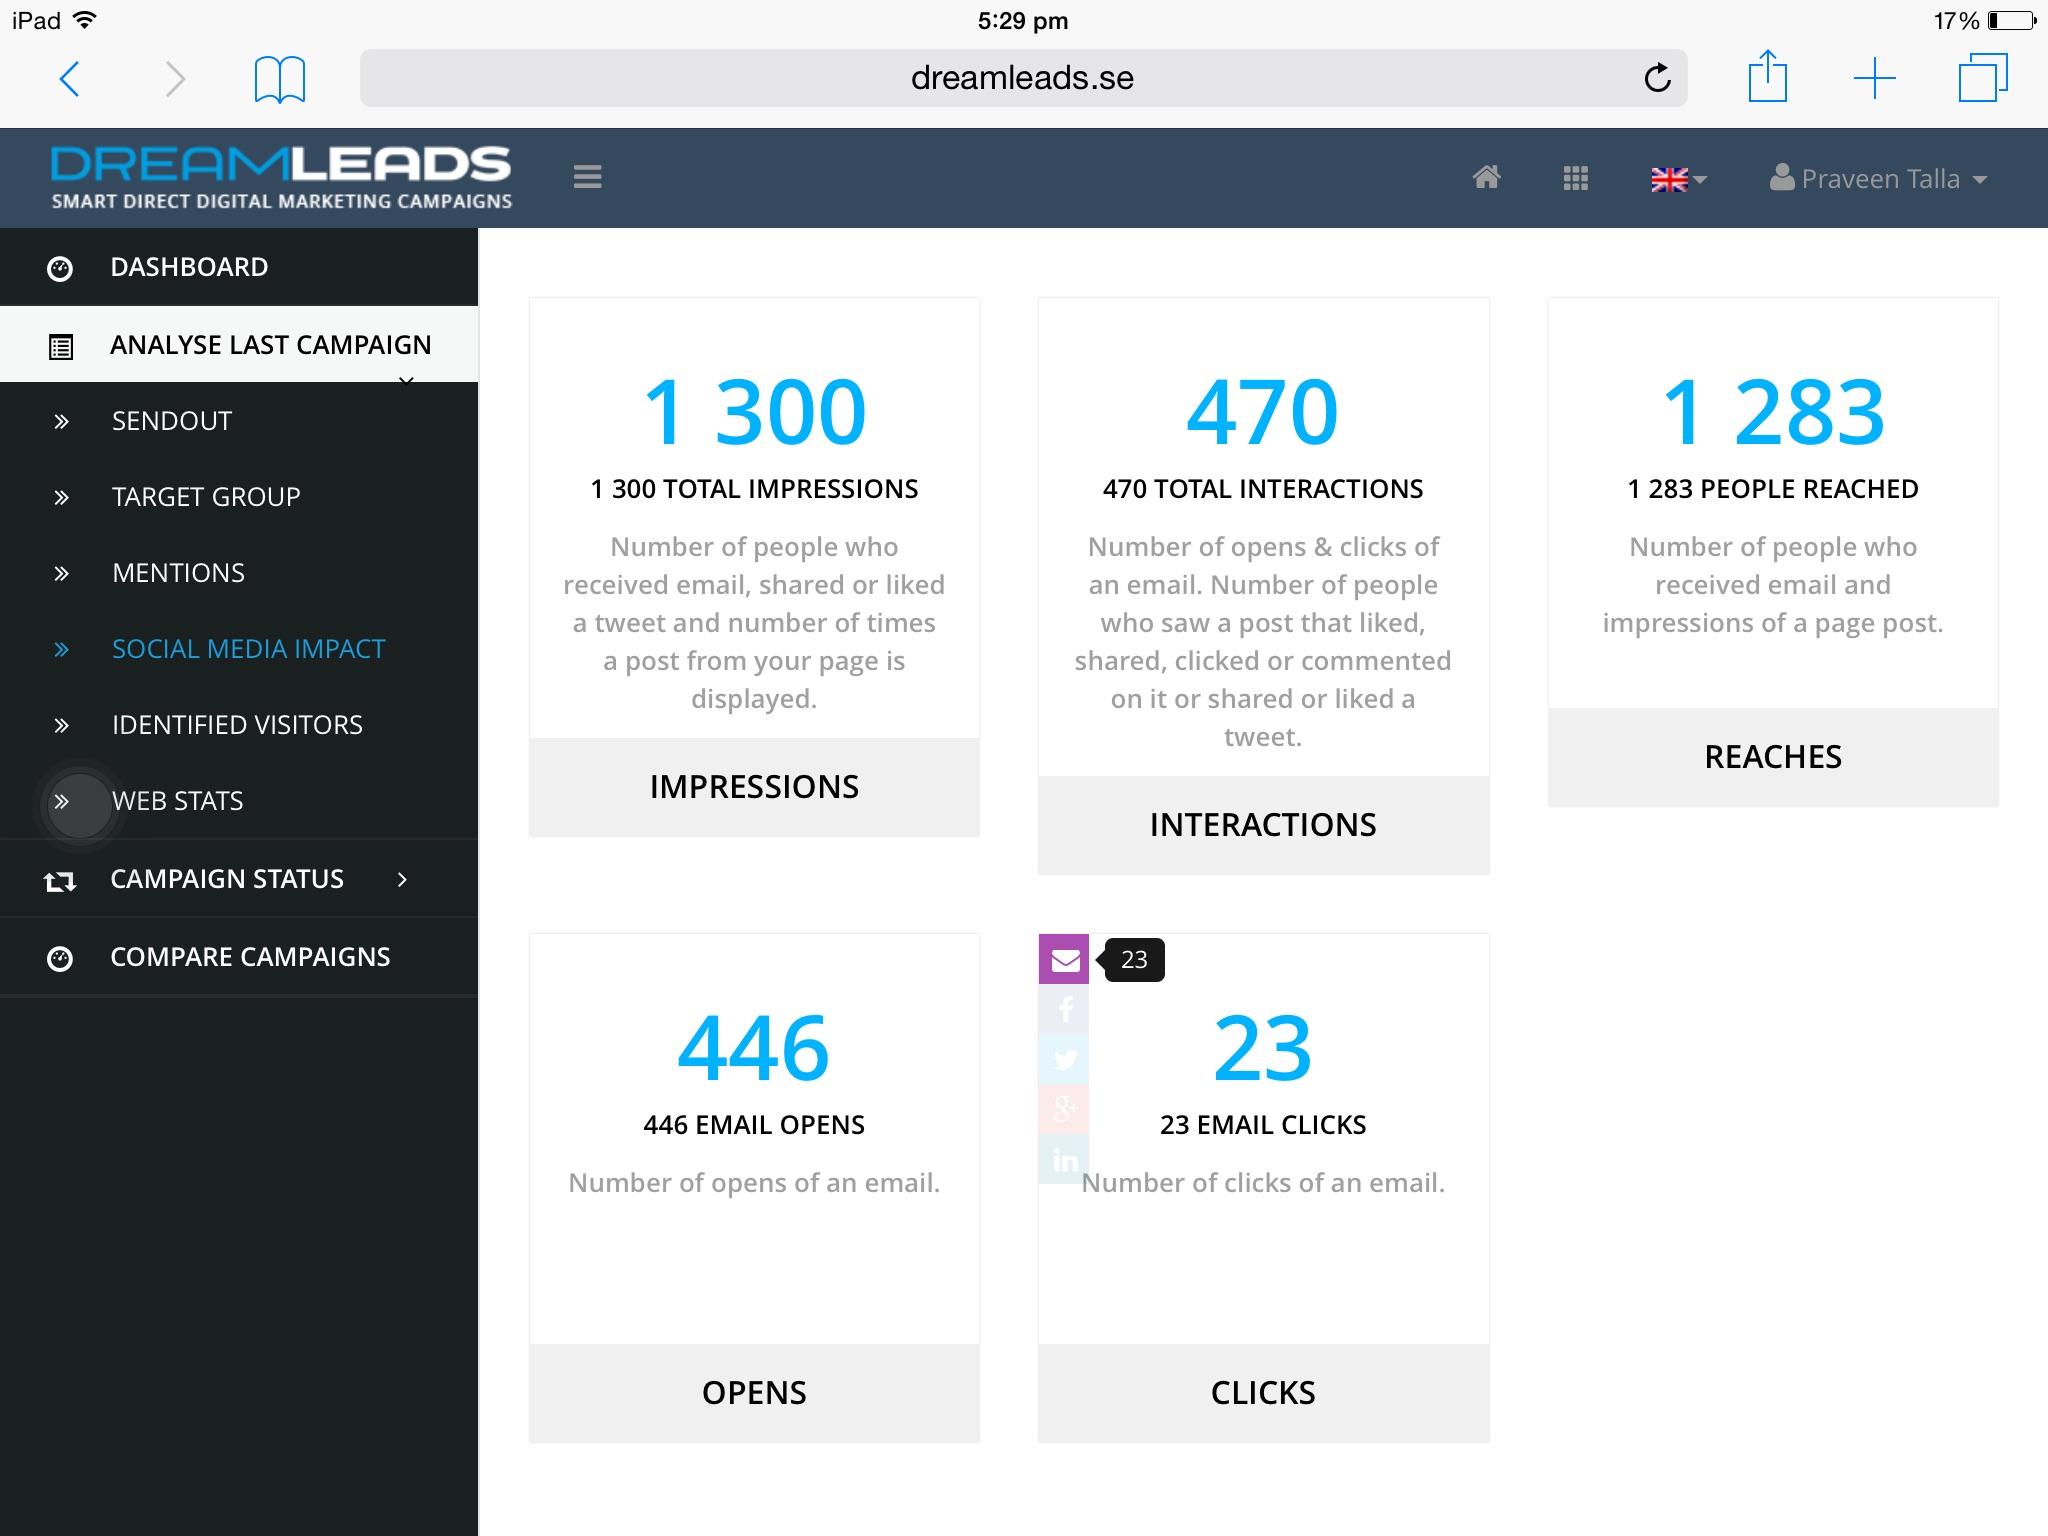 iPad
5:29 pm
17%
dreamleads.se
DREAMLEADS
SMART DIRECT DIGITAL MARKETING CAMPAIGNS
Praveen Talla
DASHBOARD
ANALYSE LAST CAMPAIGN
SENDOUT
TARGET GROUP
MENTIONS
SOCIAL MEDIA IMPACT
IDENTIFIED VISITORS
WEB STATS
CAMPAIGN STATUS
COMPARE CAMPAIGNS
1 300
1 300 TOTAL IMPRESSIONS
Number of people who
received email, shared or liked
a tweet and number of times
a post from your page is
displayed.
IMPRESSIONS
470
470 TOTAL INTERACTIONS
Number of opens & clicks of
an email. Number of people
who saw a post that liked,
shared, clicked or commented
on it or shared or liked a
tweet.
INTERACTIONS
1 283
1 283 PEOPLE REACHED
Number of people who
received email and
impressions of a page post.
REACHES
446
446 EMAIL OPENS
Number of opens of an email.
OPENS
23
f
g+
in
23
23 EMAIL CLICKS
Number of clicks of an email.
CLICKS